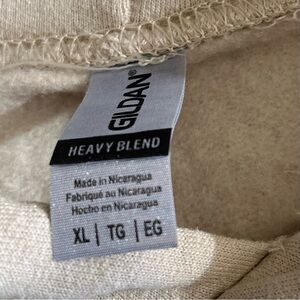 GILDAN®
HEAVY BLEND
Made in Nicaragua
Fabriqué au Nicaragua
Hecho en Nicaragua
XL | TG | EG